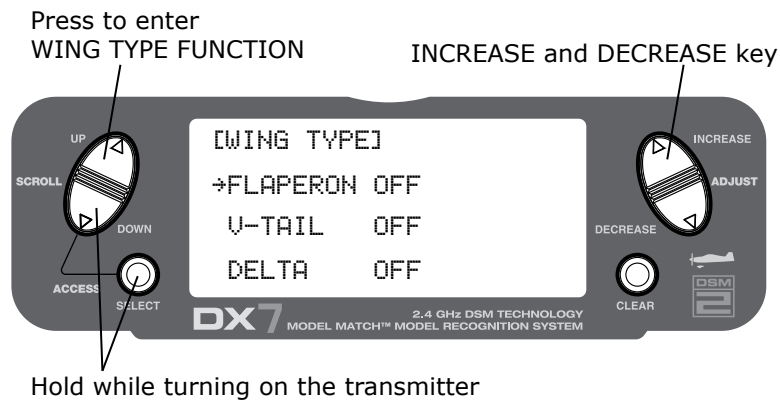 Press to enter
WING TYPE FUNCTION
INCREASE and DECREASE key
UP
SCROLL
DOWN
ACCESS
SELECT
[WING TYPE]
→FLAPERON OFF
V-TAIL OFF
DELTA OFF
INCREASE
ADJUST
DECREASE
CLEAR
DSM
2
DX7
2.4 GHz DSM TECHNOLOGY
MODEL MATCH™ MODEL RECOGNITION SYSTEM
Hold while turning on the transmitter